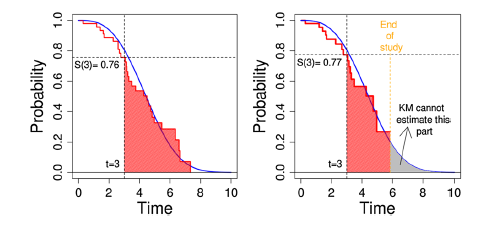 Probability
1.0
0.8
0.6
0.4
0.2
0.0
S(3)= 0.76
t=3
0 2 4 6 8 10
Time
Probability
1.0
0.8
0.6
0.4
0.2
0.0
End
of
study
S(3)= 0.77
KM cannot
estimate this
part
t=3
0 2 4 6 8 10
Time